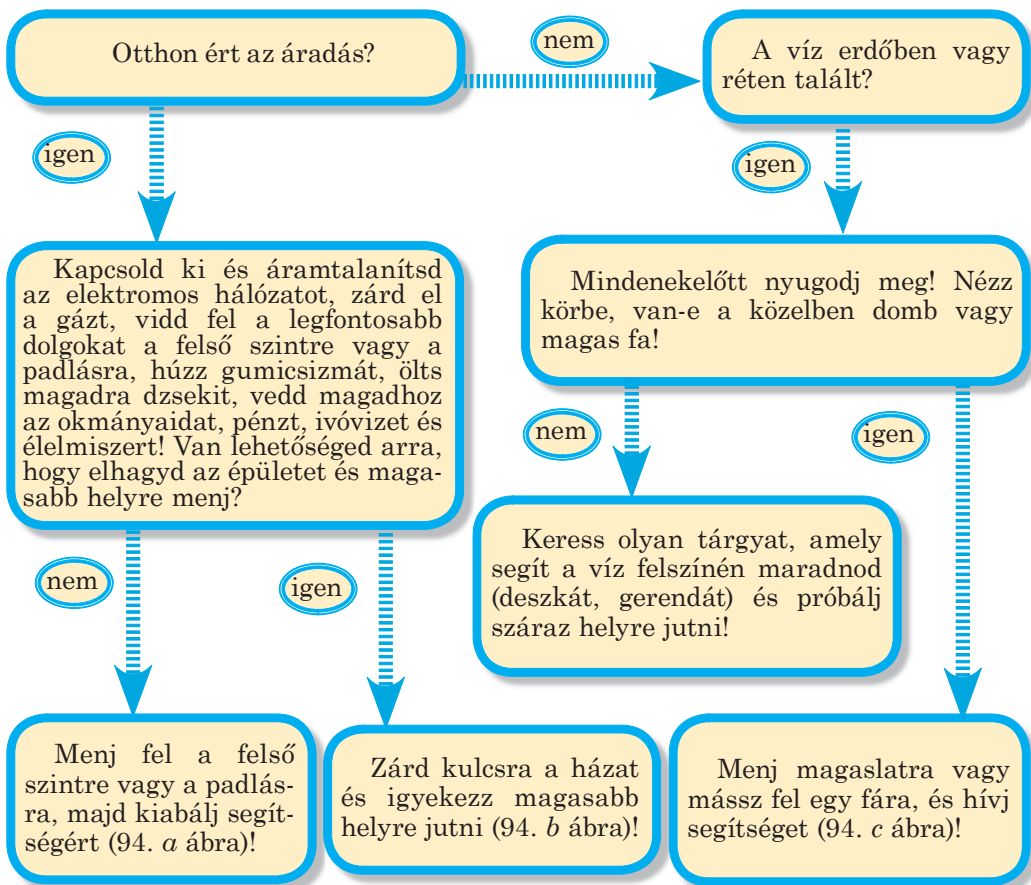 Otthon ért az áradás?
nem
A víz erdőben vagy
réten talált?
igen
igen
Kapcsold ki és áramtalanítsd
az elektromos hálózatot, zárd el
a gázt, vidd fel a legfontosabb
dolgokat a felső szintre vagy a
padlásra, húzz gumicsizmát, ölts
magadra dzsekit, vedd magadhoz
az okmányaidat, pénzt, ivóvizet és
élelmiszert! Van lehetőséged arra,
hogy elhagyd az épületet és maga-
sabb helyre menj?
Mindenekelőtt nyugodj meg! Nézz
körbe, van-e a közelben domb vagy
magas fa!
nem
igen
Keress olyan tárgyat, amely
segít a víz felszínén maradnod
(deszkát, gerendát) és próbálj
száraz helyre jutni!
nem
igen
Menj fel a felső
szintre vagy a padlás-
ra, majd kiabálj segít-
ségért (94. a ábra)!
Zárd kulcsra a házat
és igyekezz magasabb
helyre jutni (94. b ábra)!
Menj magaslatra vagy
mássz fel egy fára, és hívj
segítséget (94. c ábra)!